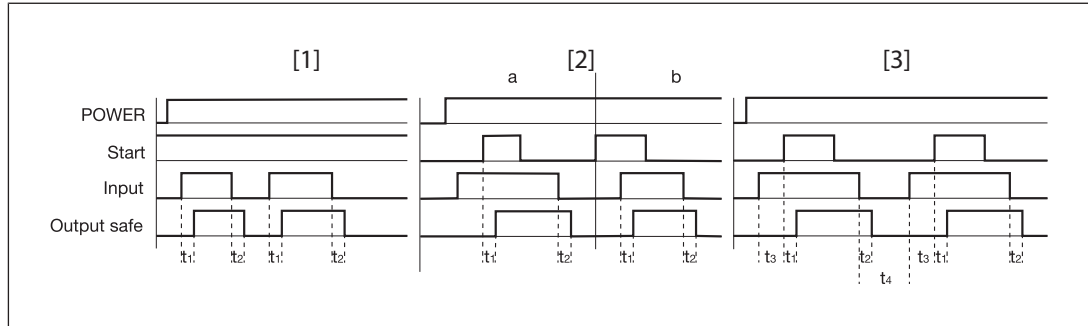 [1] [2] [3]
a b
POWER
Start
Input
Output safe
t1 t2 t1 t2 t1 t2 t1 t2 t3 t1 t2 t3 t1 t2
t4